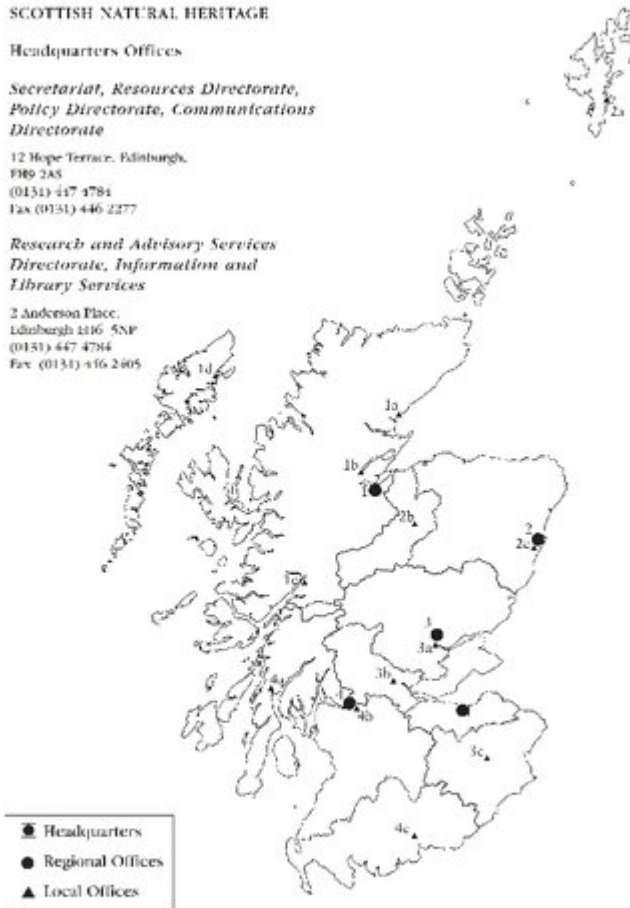 SCOTTISH NATURAL HERITAGE
Headquarters Offices
Secretariat, Resources Directorate,
Policy Directorate, Communications
Directorate
12 Hope Terrace, Edinburgh,
EH9 2AS
(0131) 447 4784
Fax (0131) 446 2277
Research and Advisory Services
Directorate, Information and
Library Services
2 Anderson Place,
Edinburgh EH6 5NP
(0131) 447 4784
Fax (0131) 446 2405
2a
1d
1a
1b
1
2b
2
2c
1c
3
3a
3b
4a
4b
3c
4c
Headquarters
Regional Offices
Local Offices